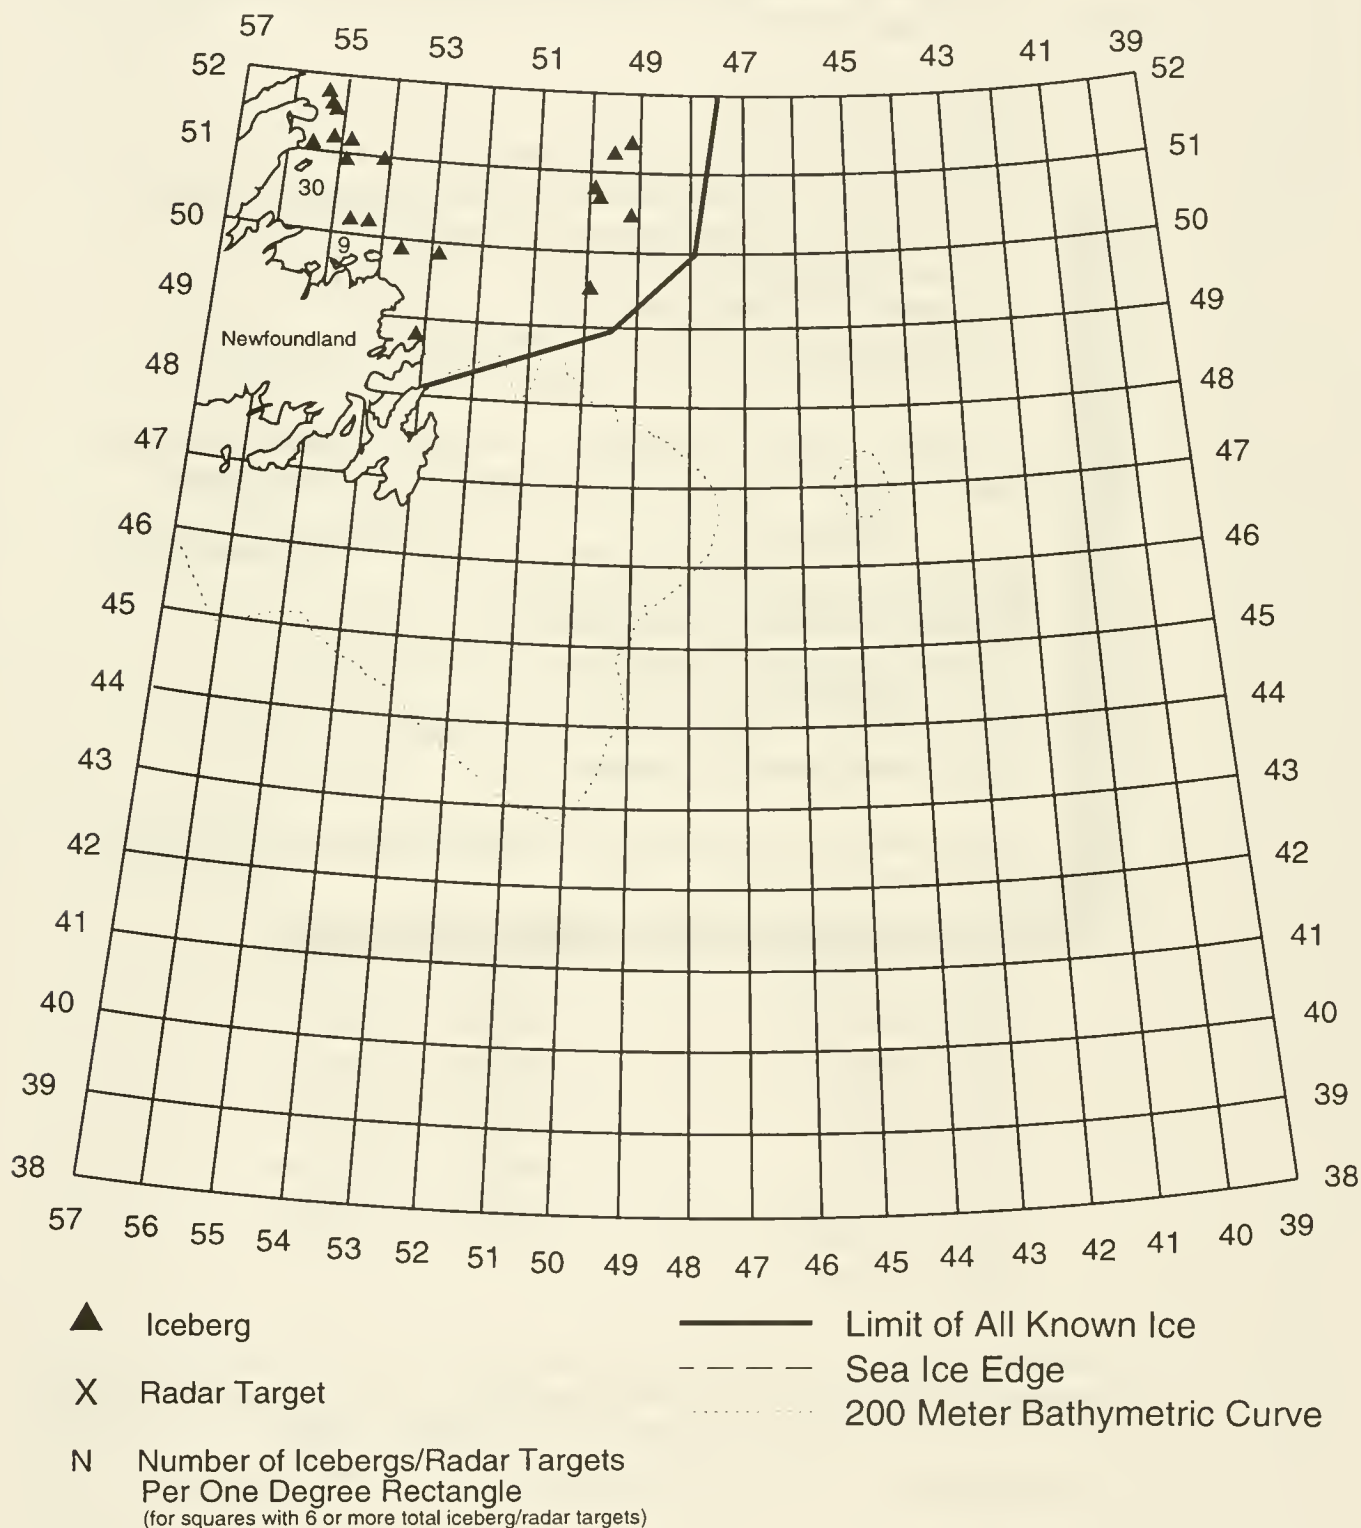 57 55 53 51 49 47 45 43 41 39
52 52
51 51
30
50 50
9
49 49
Newfoundland
48 48
47 47
46 46
45 45
44 44
43 43
42 42
41 41
40 40
39 39
38 38
57 56 55 54 53 52 51 50 49 48 47 46 45 44 43 42 41 40 39
Iceberg
Limit of All Known Ice
Sea Ice Edge
X Radar Target
200 Meter Bathymetric Curve
N Number of Icebergs/Radar Targets
Per One Degree Rectangle
(for squares with 6 or more total iceberg/radar targets)